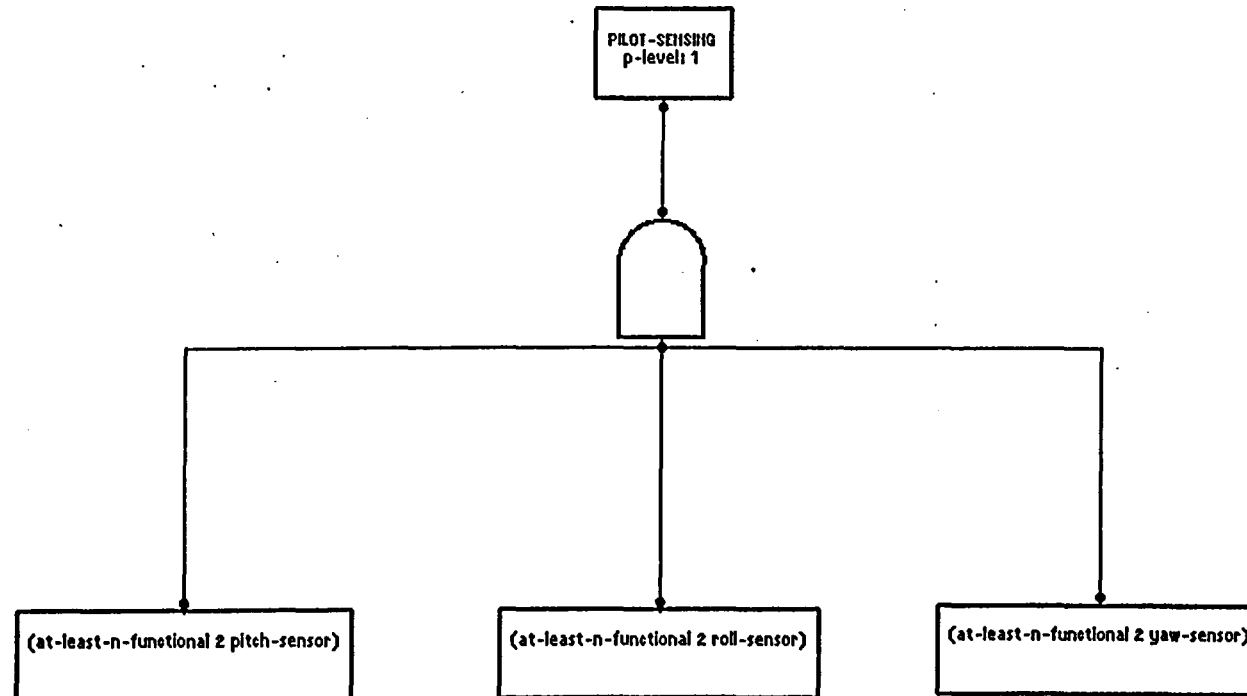 PILOT-SENSING
p-level: 1
(at-least-n-functional 2 pitch-sensor)
(at-least-n-functional 2 roll-sensor)
(at-least-n-functional 2 yaw-sensor)